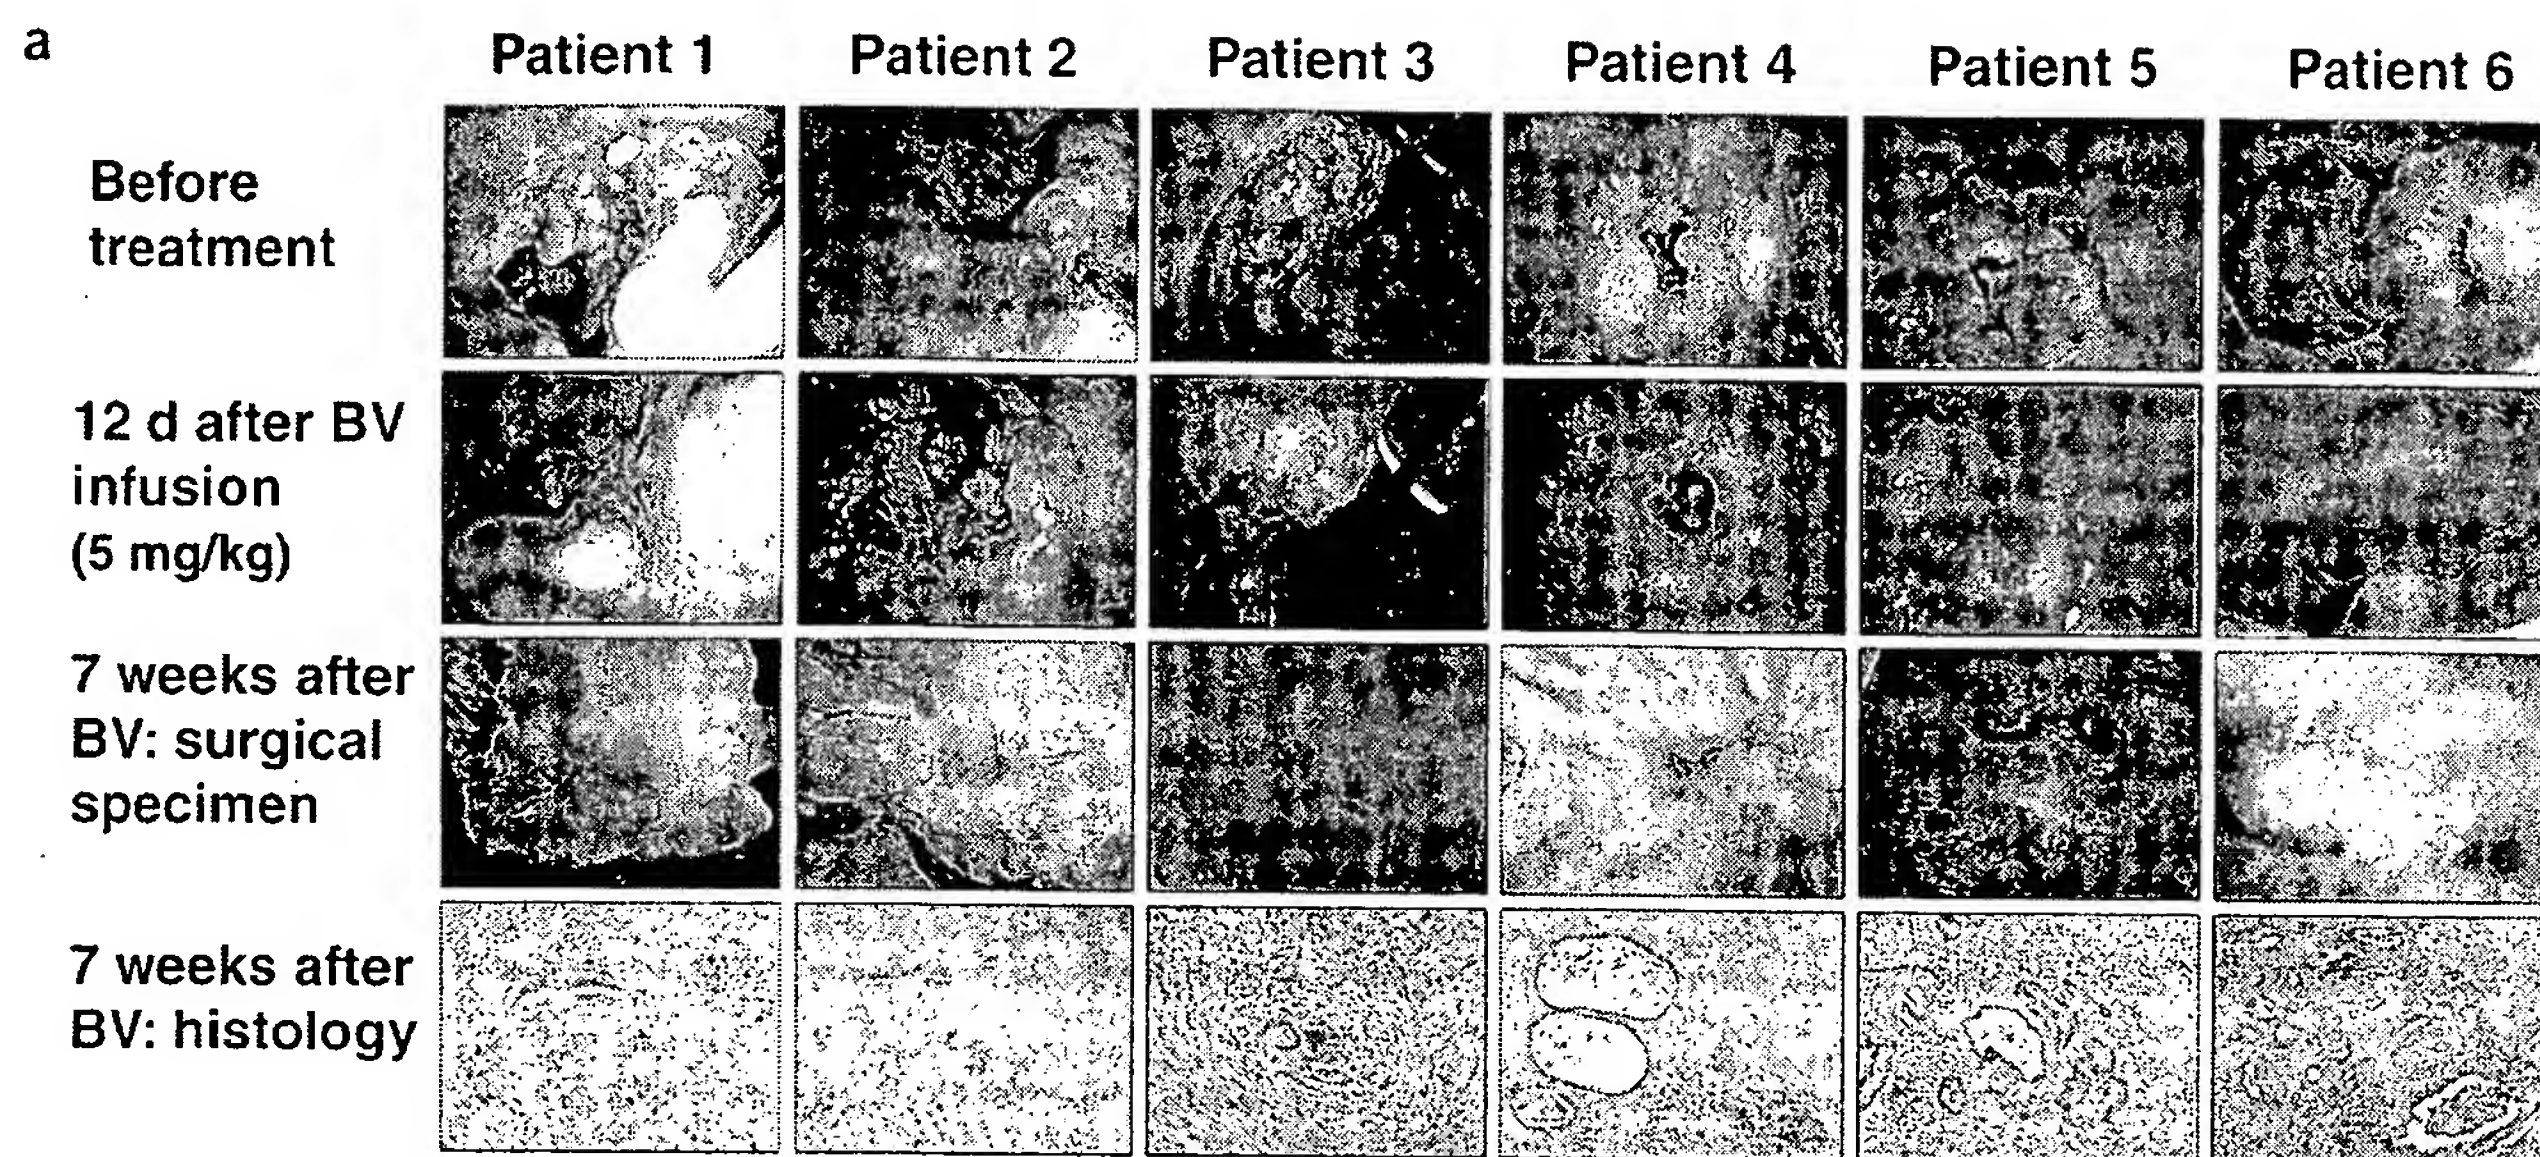 a
Patient 1 Patient 2 Patient 3 Patient 4 Patient 5 Patient 6
Before
treatment
12 d after BV
infusion
(5 mg/kg)
7 weeks after
BV: surgical
specimen
7 weeks after
BV: histology